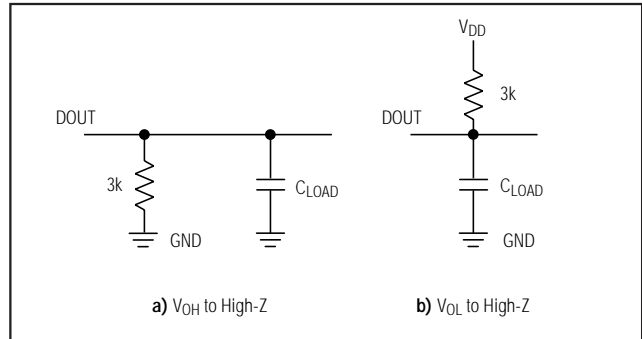 DOUT
3k
GND
C_LOAD
a) V_OH to High-Z
V_DD
3k
DOUT
C_LOAD
GND
b) V_OL to High-Z